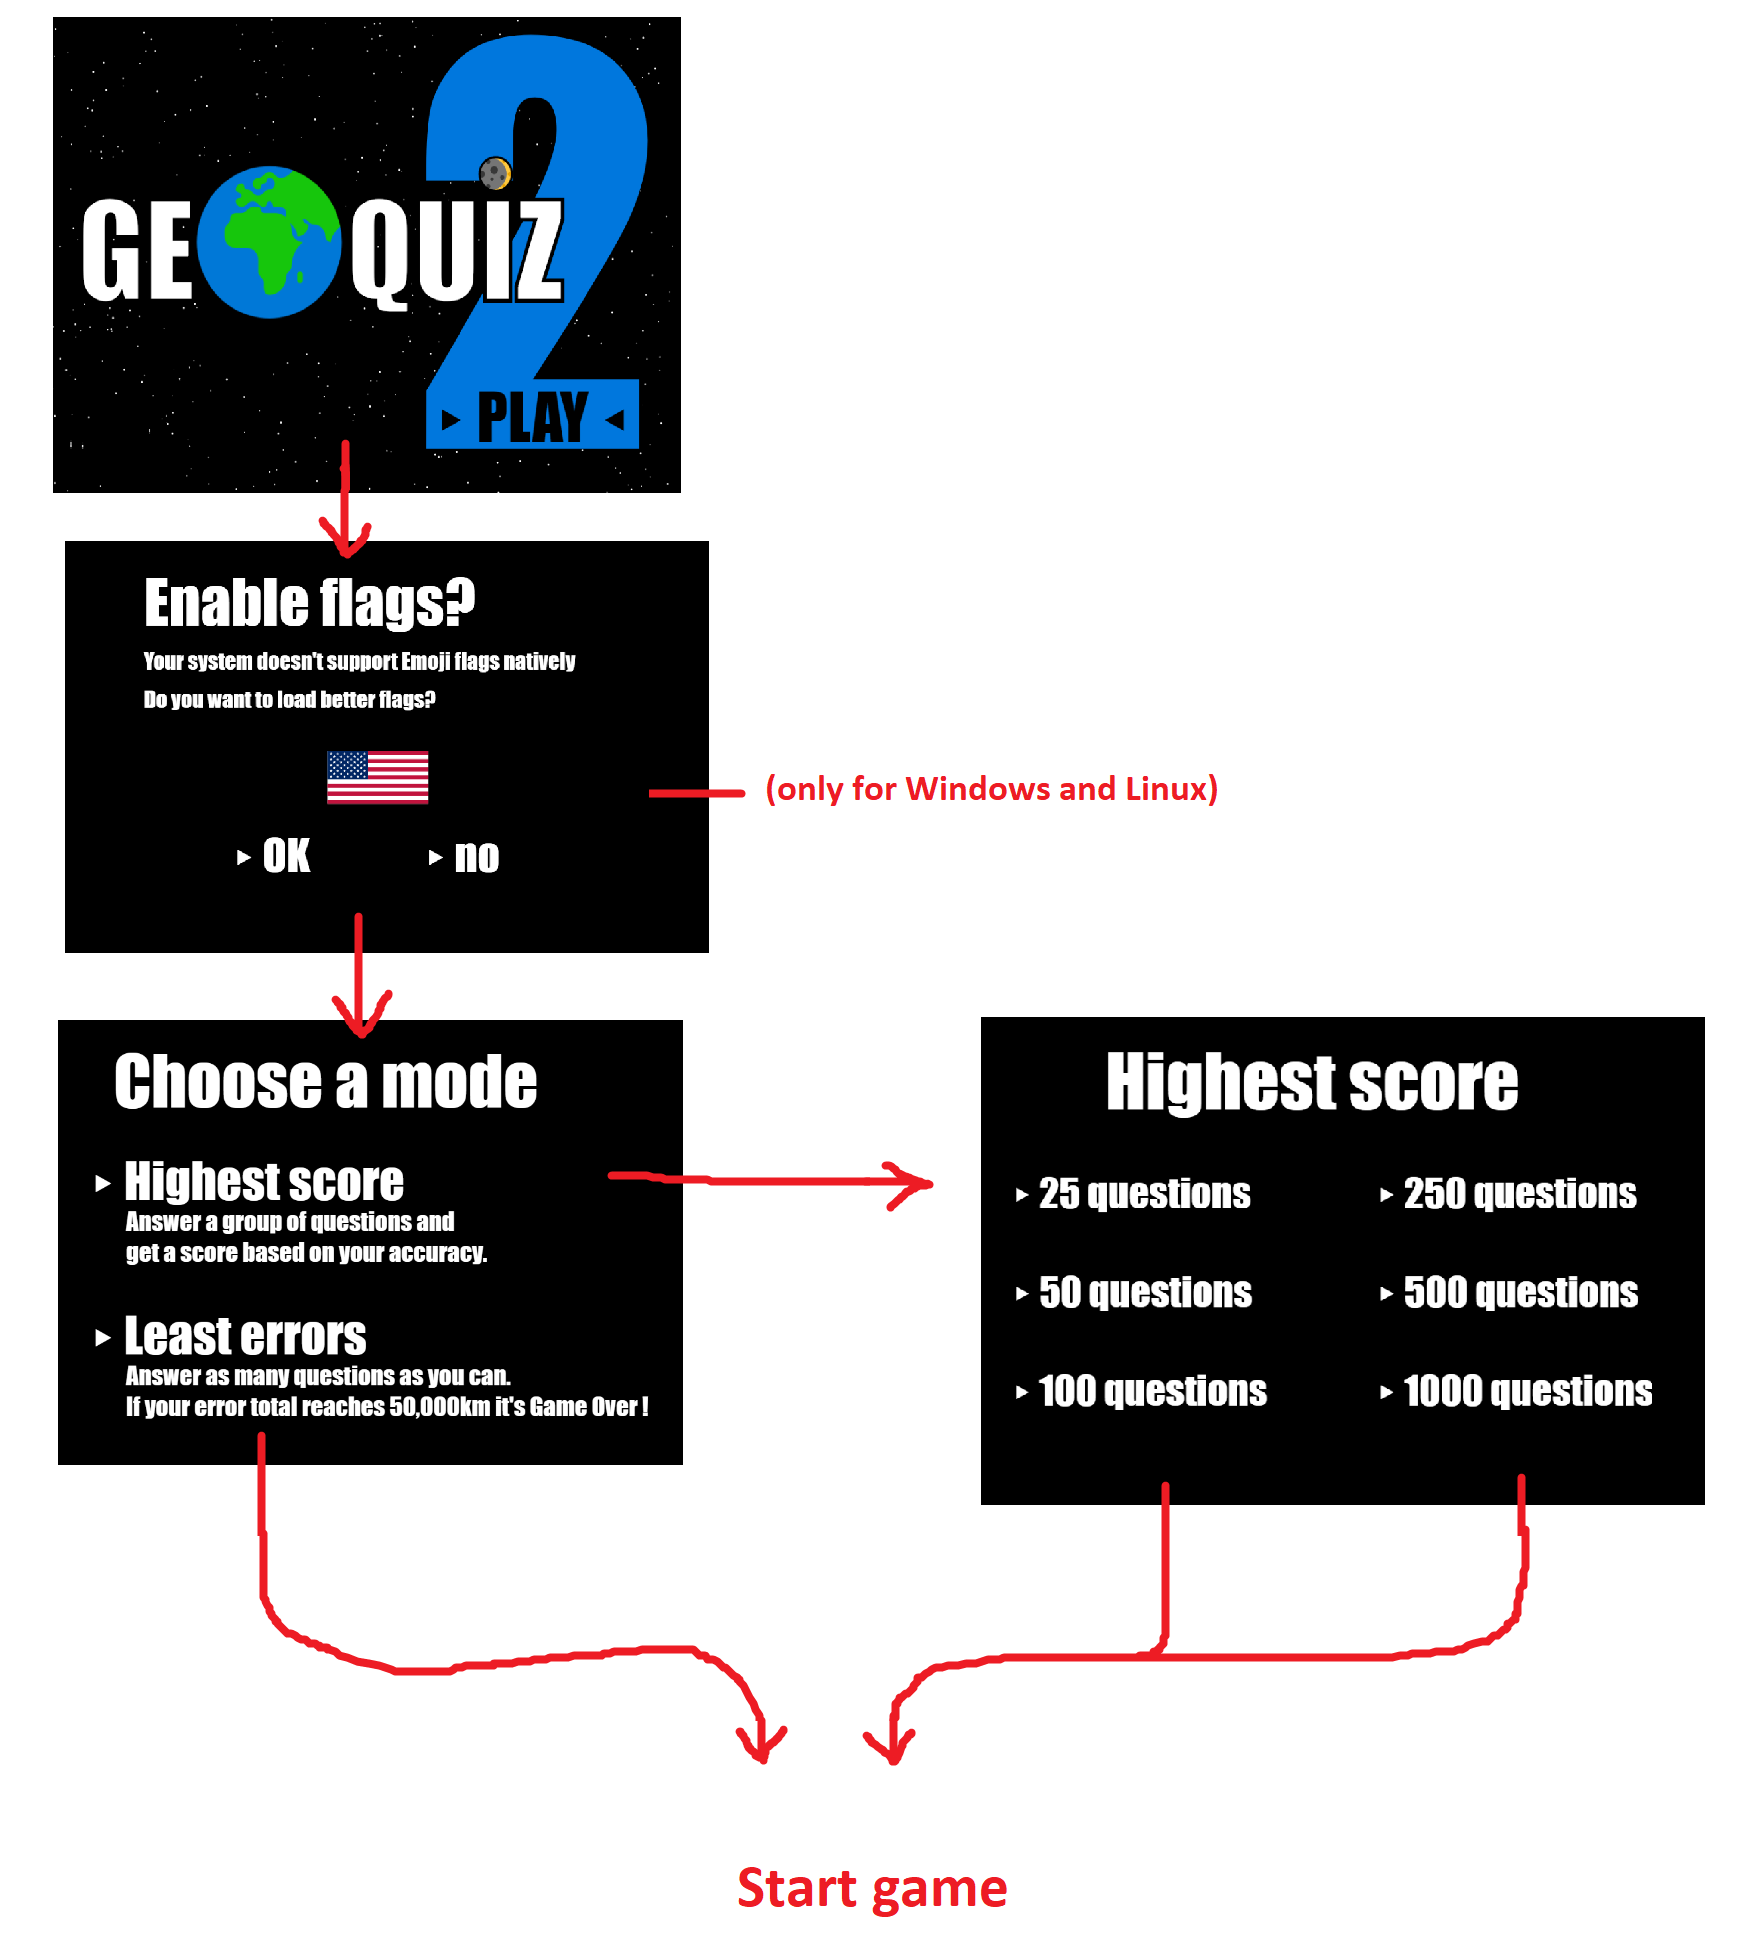 GEOQUIZ
2
► PLAY ◄
Enable flags?
Your system doesn't support Emoji flags natively
Do you want to load better flags?
(only for Windows and Linux)
► OK
► no
Choose a mode
► Highest score
Answer a group of questions and
get a score based on your accuracy.
► Least errors
Answer as many questions as you can.
If your error total reaches 50,000km it's Game Over !
Highest score
► 25 questions
► 250 questions
► 50 questions
► 500 questions
► 100 questions
► 1000 questions
Start game